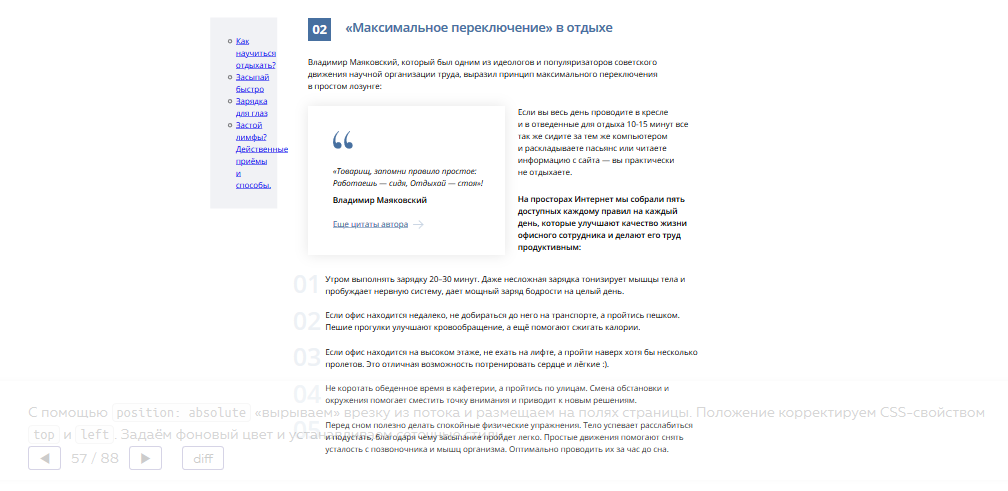 Как
научиться
отдыхать?
Засыпай
быстро
Зарядка
для глаз
Застой
лимфы?
Действенные
приёмы
и
способы.
02 «Максимальное переключение» в отдыхе
Владимир Маяковский, который был одним из идеологов и популяризаторов советского
движения научной организации труда, выразил принцип максимального переключения
в простом лозунге:
«Товарищ, запомни правило простое:
Работаешь — сидя, Отдыхай — стоя»!
Владимир Маяковский
Еще цитаты автора
Если вы весь день проводите в кресле
и в отведенные для отдыха 10-15 минут все
так же сидите за тем же компьютером
и раскладываете пасьянс или читаете
информацию с сайта — вы практически
не отдыхаете.
На просторах Интернет мы собрали пять
доступных каждому правил на каждый
день, которые улучшают качество жизни
офисного сотрудника и делают его труд
продуктивным:
01 Утром выполнять зарядку 20–30 минут. Даже несложная зарядка тонизирует мышцы тела и
пробуждает нервную систему, дает мощный заряд бодрости на целый день.
02 Если офис находится недалеко, не добираться до него на транспорте, а пройтись пешком.
Пешие прогулки улучшают кровообращение, а ещё помогают сжигать калории.
03 Если офис находится на высоком этаже, не ехать на лифте, а пройти наверх хотя бы несколько
пролетов. Это отличная возможность потренировать сердце и лёгкие :).
04 Не коротать обеденное время в кафетерии, а пройтись по улицам. Смена обстановки и
окружения помогает сместить точку внимания и приводит к новым решениям.
05 Перед сном полезно делать спокойные физические упражнения. Тело успевает расслабиться
и подустать, благодаря чему засыпание пройдет легко. Простые движения помогают снять
усталость с позвоночника и мышц организма. Оптимально проводить их за час до сна.
С помощью position: absolute «вырываем» врезку из потока и размещаем на полях страницы. Положение корректируем CSS-свойством
top и left. Задаём фоновый цвет и
57 / 88 diff